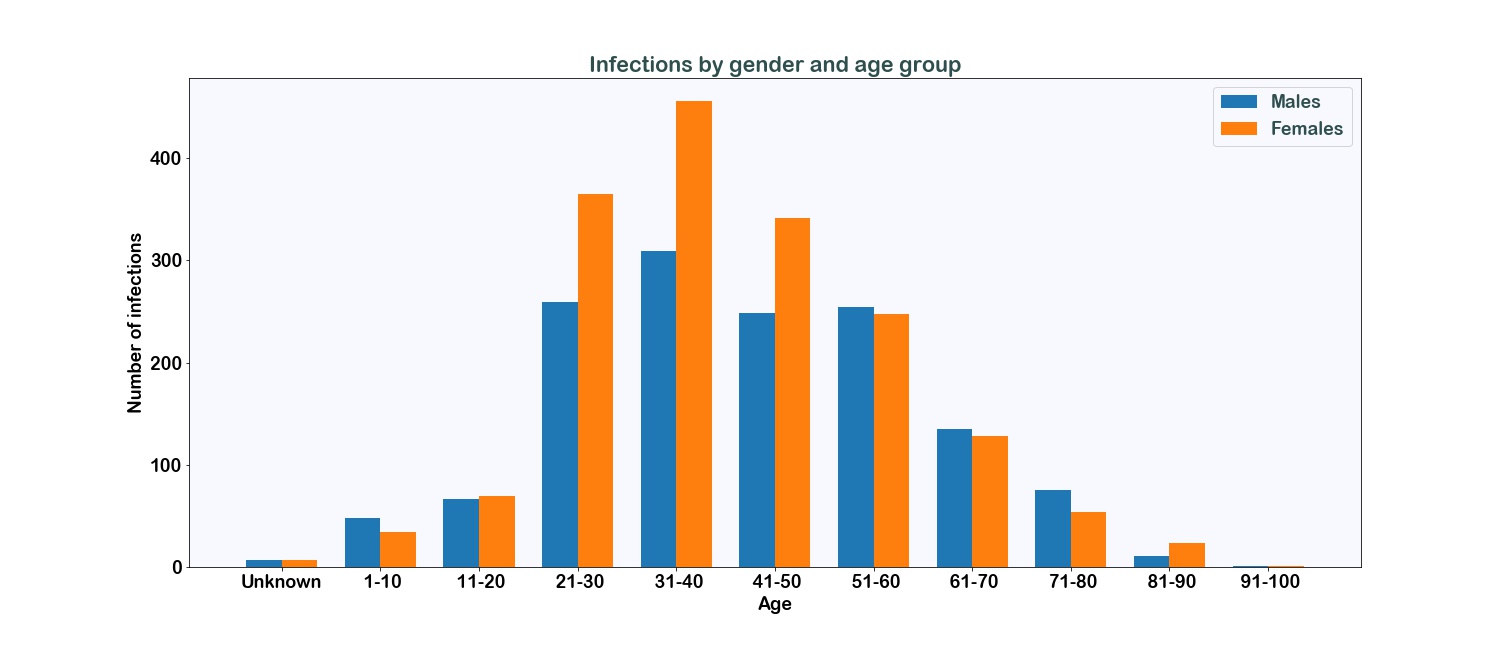 Infections by gender and age group
Males
Females
400
300
200
100
0
Number of infections
Unknown 1-10 11-20 21-30 31-40 41-50 51-60 61-70 71-80 81-90 91-100
Age